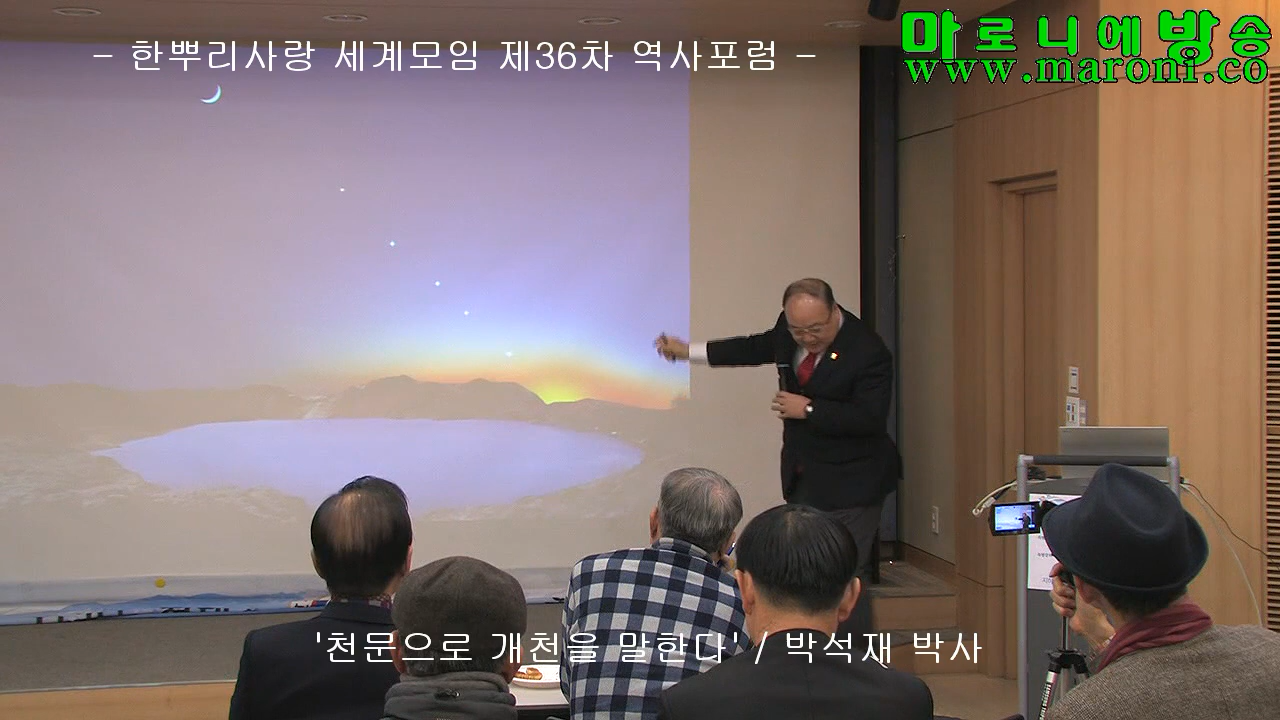 - 한뿌리사랑 세계모임 제36차 역사포럼 -
마로니에방송
www.maroni.co
'천문으로 개천을 말한다' / 박석재 박사